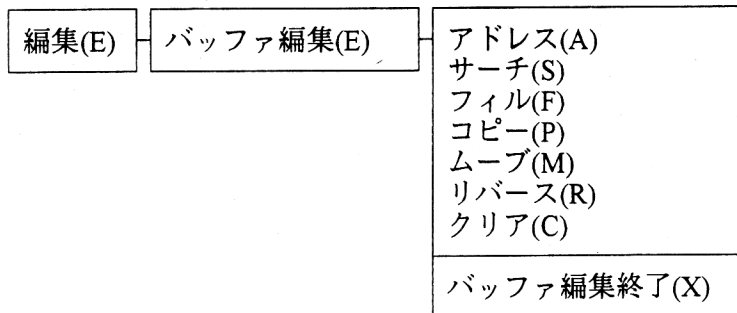 編集(E)
バッファ編集(E)
アドレス(A)
サーチ(S)
フィル(F)
コピー(P)
ムーブ(M)
リバース(R)
クリア(C)
バッファ編集終了(X)